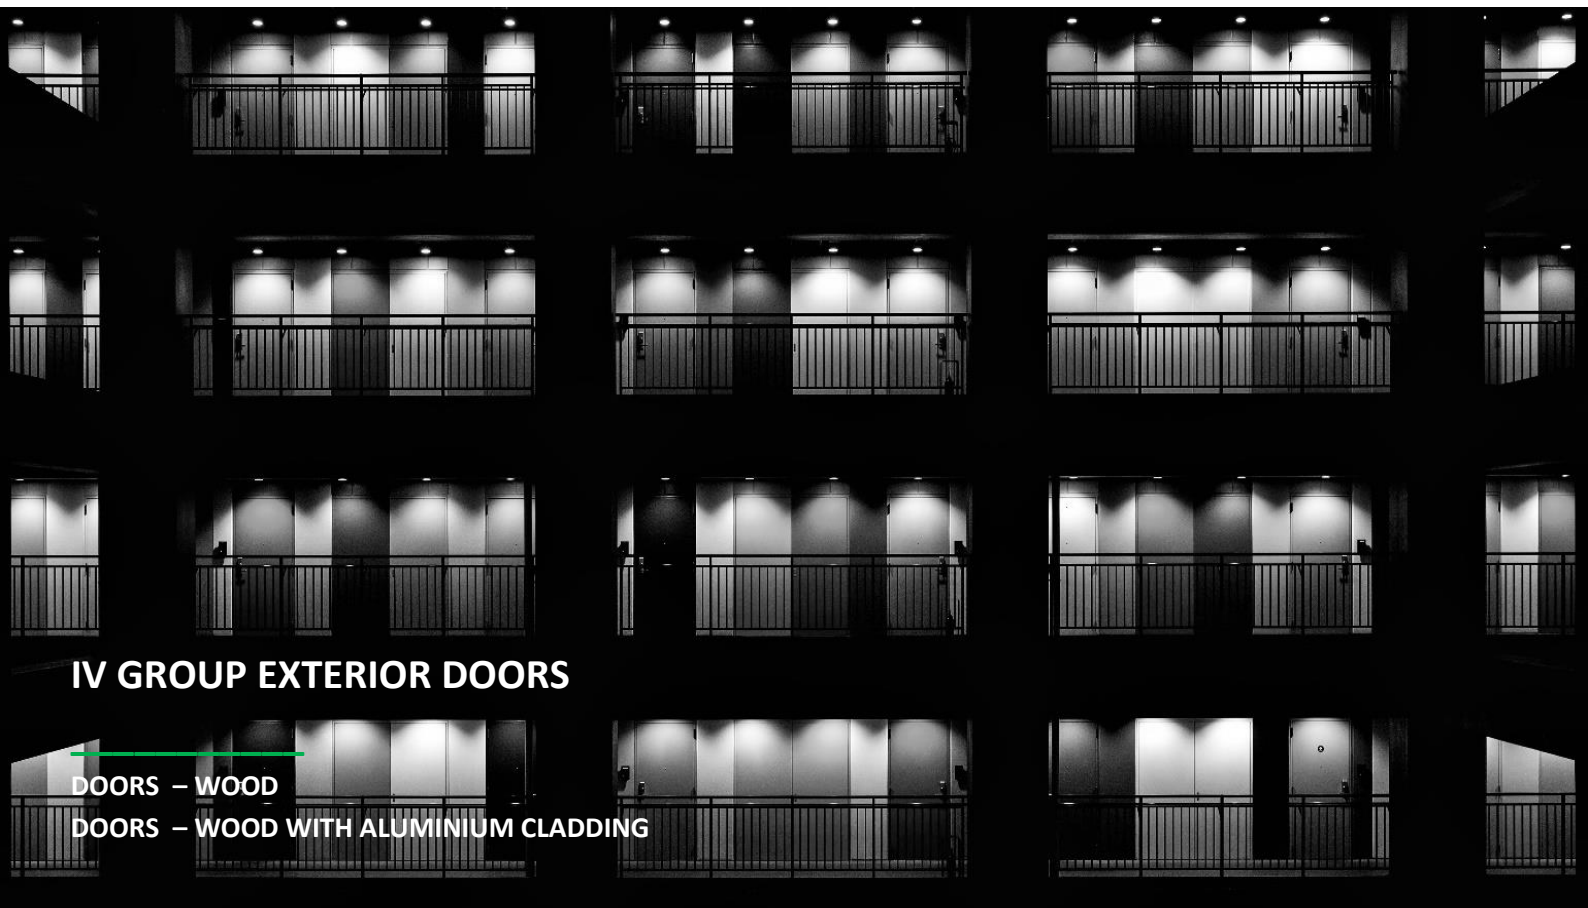 IV GROUP EXTERIOR DOORS
DOORS – WOOD
DOORS – WOOD WITH ALUMINIUM CLADDING